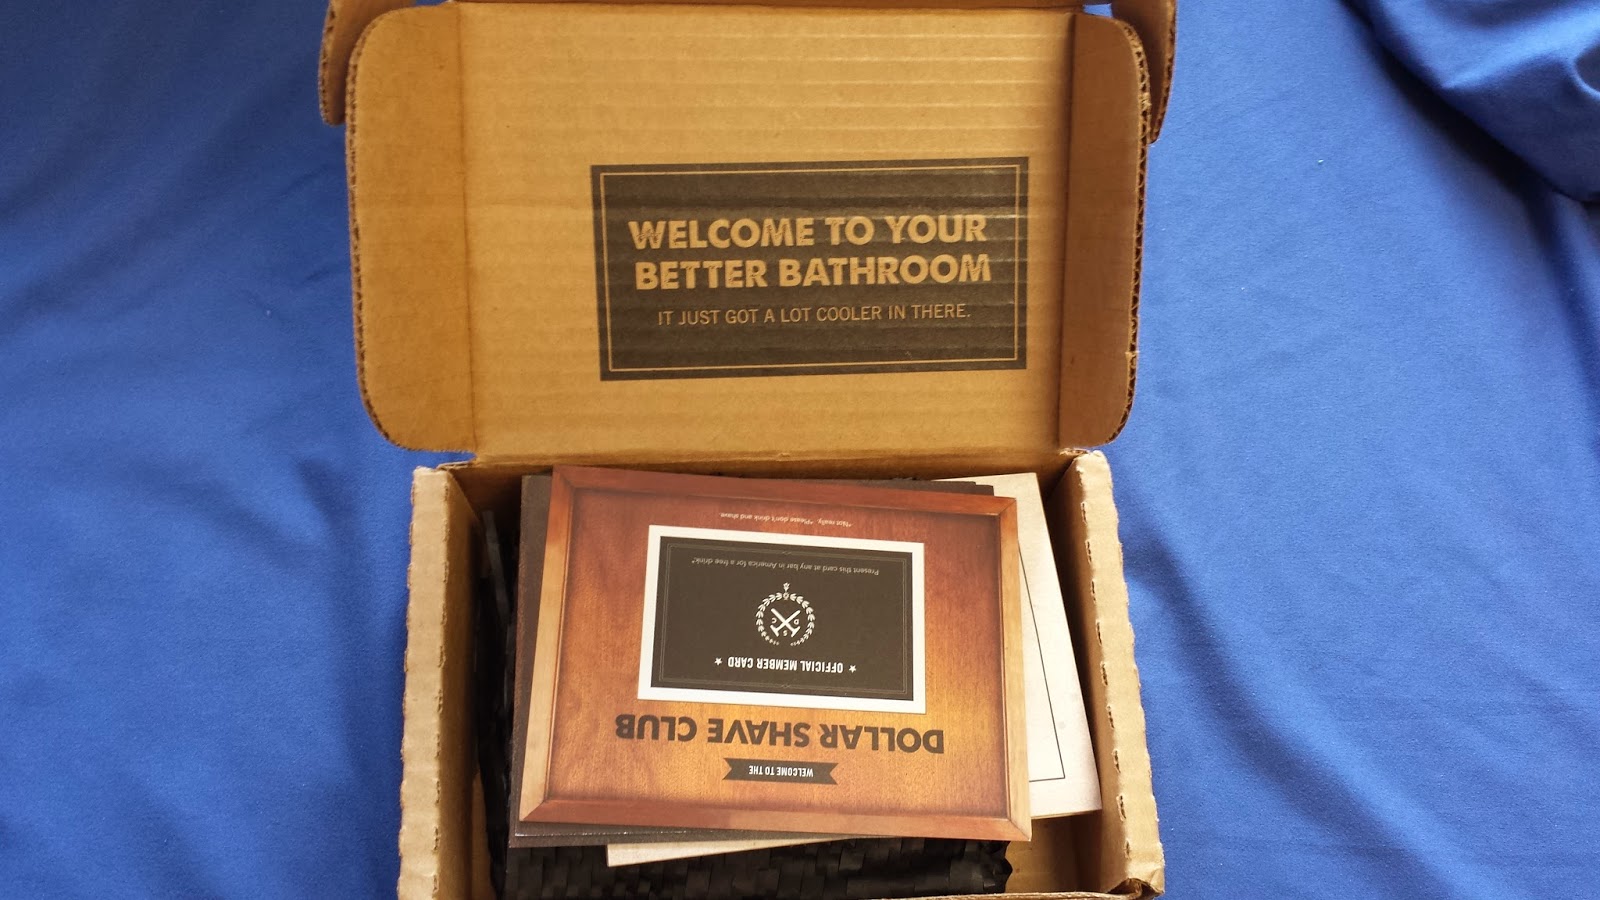 WELCOME TO YOUR
BETTER BATHROOM
IT JUST GOT A LOT COOLER IN THERE.
WELCOME TO THE
DOLLAR SHAVE CLUB
★ OFFICIAL MEMBER CARD ★
D S C
Present this card at any bar in America for a free drink*
*Not really. *Please don't drink and shave.